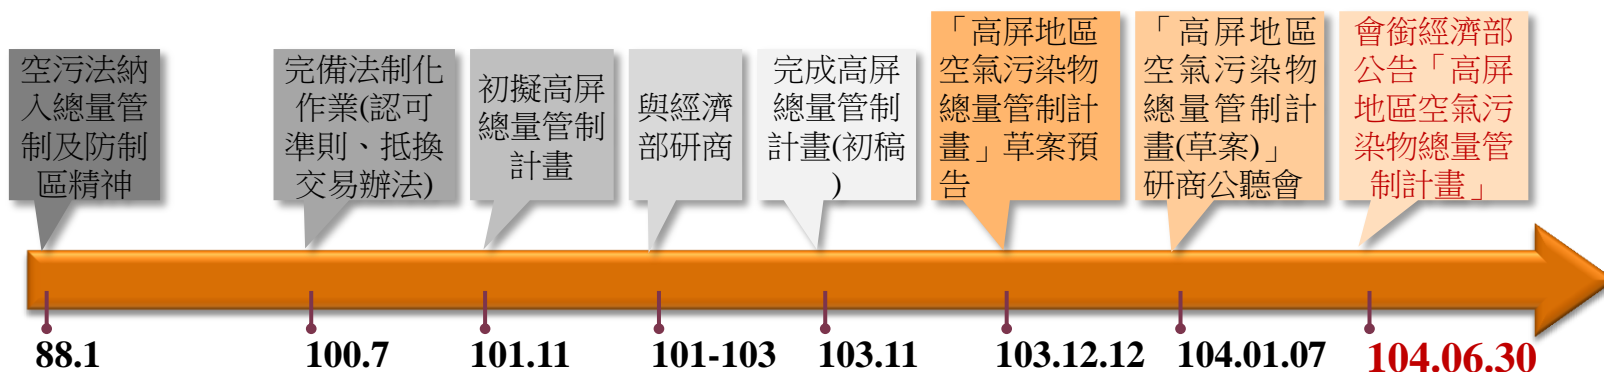 空污法納
入總量管
制及防制
區精神
完備法制化
作業(認可
準則、抵換
交易辦法)
初擬高屏
總量管制
計畫
與經濟
部研商
完成高屏
總量管制
計畫(初稿
)
「高屏地區
空氣污染物
總量管制計
畫」草案預
告
「高屏地區
空氣污染物
總量管制計
畫(草案)」
研商公聽會
會銜經濟部
公告「高屏
地區空氣污
染物總量管
制計畫」
88.1
100.7
101.11
101-103
103.11
103.12.12
104.01.07
104.06.30